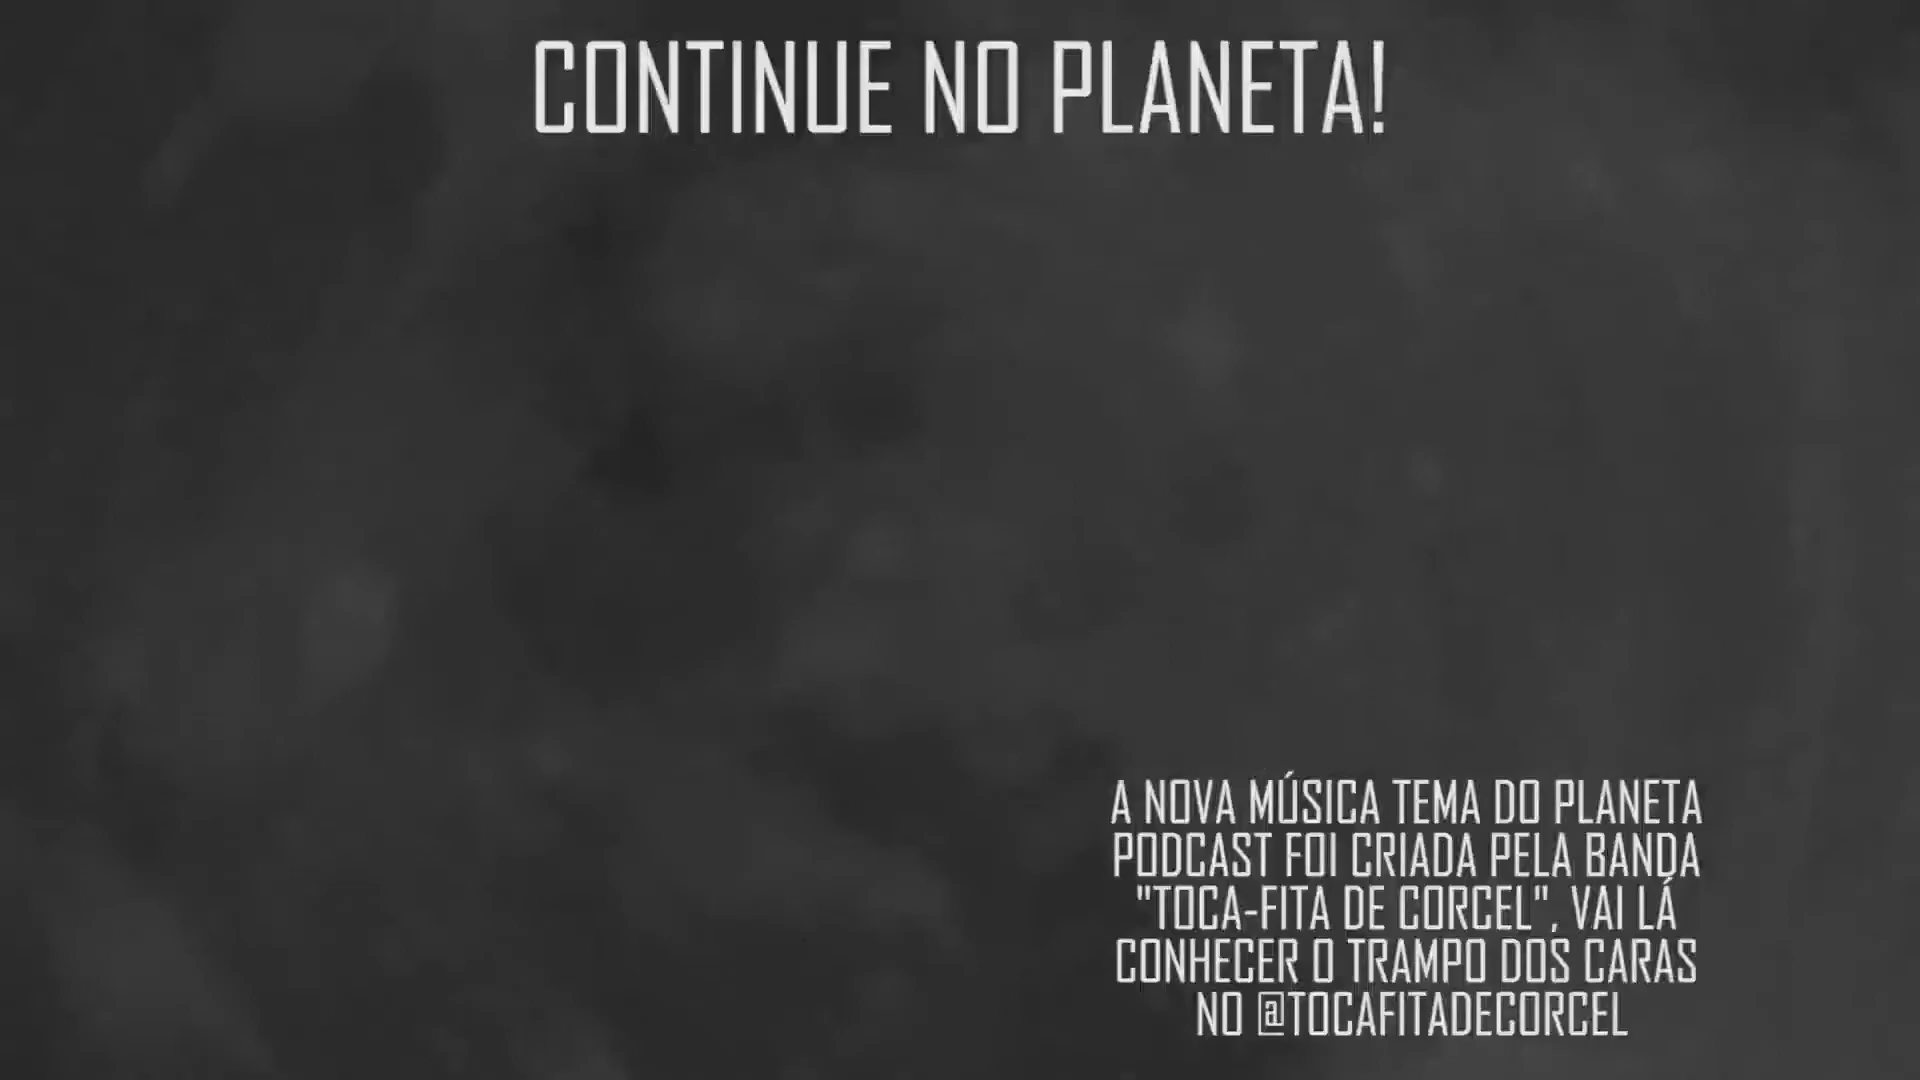 CONTINUE NO PLANETA!
A NOVA MÚSICA TEMA DO PLANETA
PODCAST FOI CRIADA PELA BANDA
"TOCA-FITA DE CORCEL", VAI LÁ
CONHECER O TRAMPO DOS CARAS
NO @TOCAFITADECORCEL